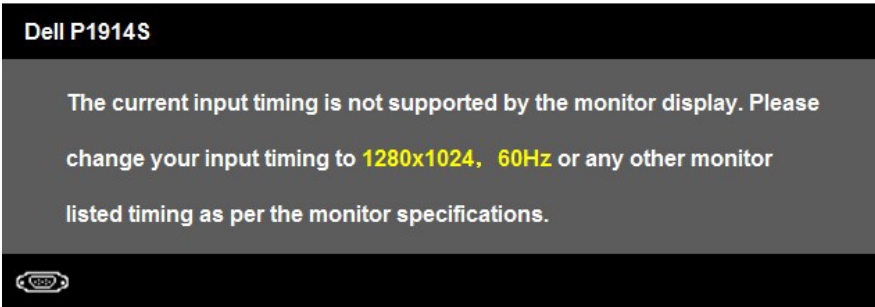 Dell P1914S
The current input timing is not supported by the monitor display. Please
change your input timing to 1280x1024，60Hz or any other monitor
listed timing as per the monitor specifications.